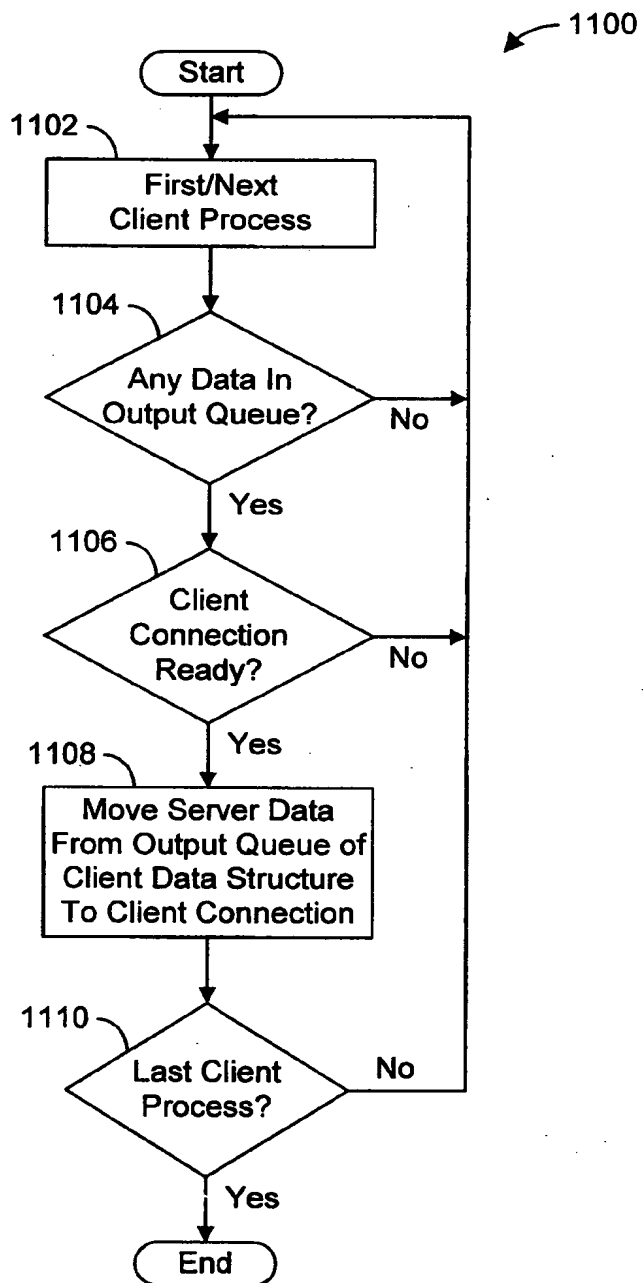 1100
Start
1102
First/Next
Client Process
1104
Any Data In
Output Queue?
No
Yes
1106
Client
Connection
Ready?
No
Yes
1108
Move Server Data
From Output Queue of
Client Data Structure
To Client Connection
1110
Last Client
Process?
No
Yes
End